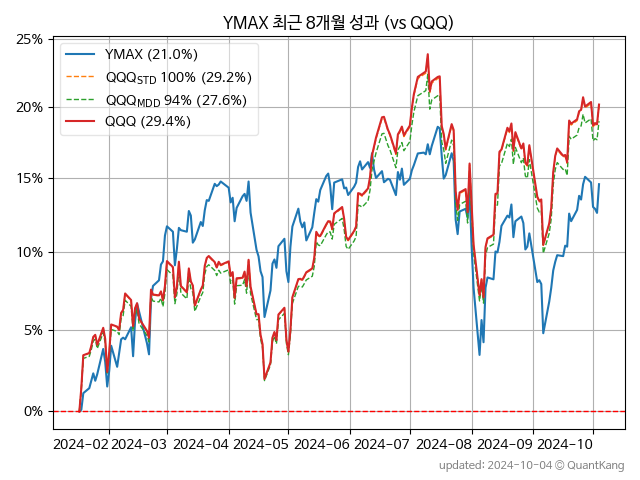 YMAX 최근 8개월 성과 (vs QQQ)
YMAX (21.0%)
QQQSTD 100% (29.2%)
QQQMDD 94% (27.6%)
QQQ (29.4%)
25%
20%
15%
10%
5%
0%
2024-02 2024-03 2024-04 2024-05 2024-06 2024-07 2024-08 2024-09 2024-10
updated: 2024-10-04 © QuantKang